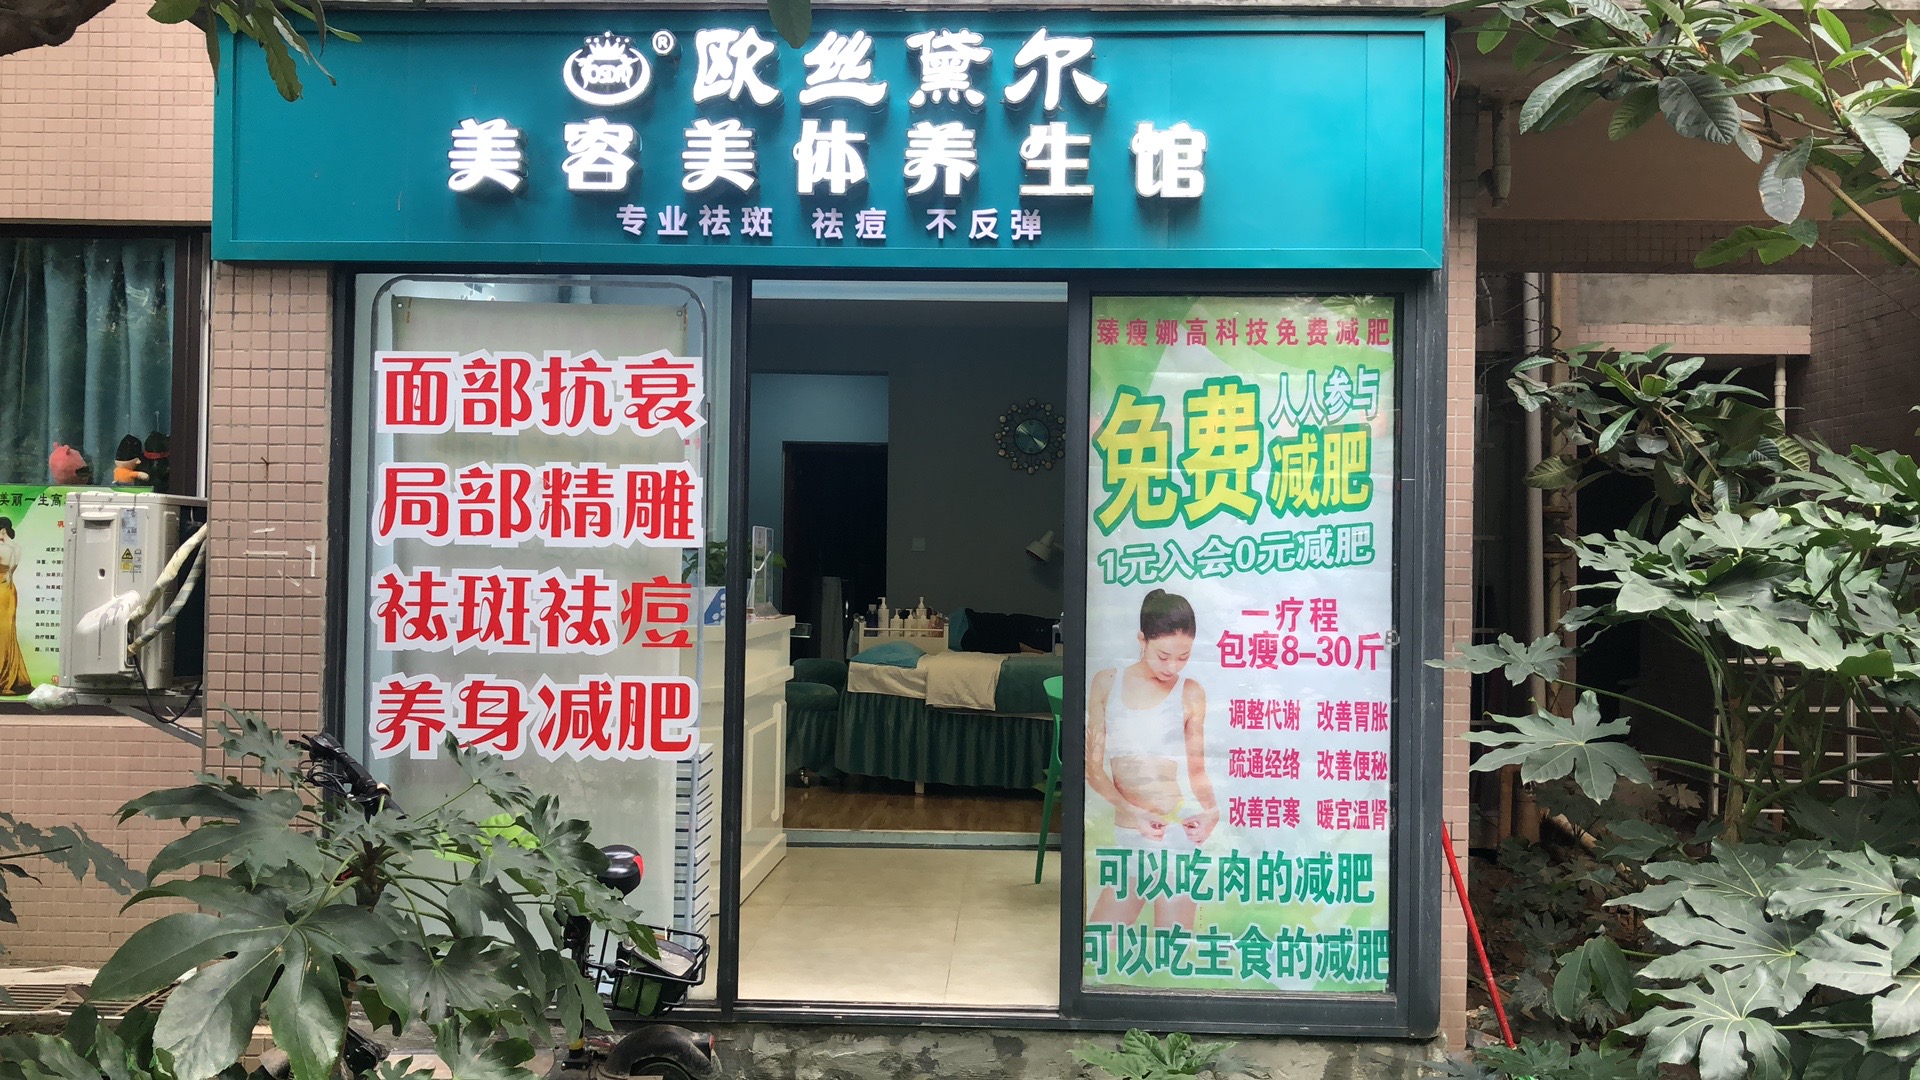 欧丝黛尔
美容美体养生馆
专业祛斑 祛痘 不反弹
面部抗衰
局部精雕
祛斑祛痘
养身减肥
臻瘦娜高科技免费减肥
免费
人人参与
减肥
1元入会0元减肥
一疗程
包瘦8-30斤
调整代谢 改善胃胀
疏通经络 改善便秘
改善宫寒 暖宫温肾
可以吃肉的减肥
可以吃主食的减肥
美丽一生